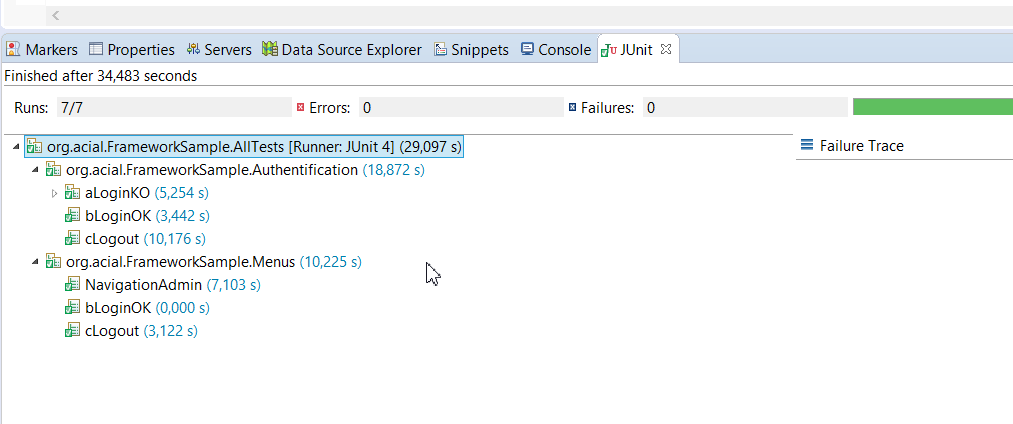 Markers Properties Servers Data Source Explorer Snippets Console JUnit
Finished after 34,483 seconds
Runs: 7/7 Errors: 0 Failures: 0
org.acial.FrameworkSample.AllTests [Runner: JUnit 4] (29,097 s)
Failure Trace
org.acial.FrameworkSample.Authentification (18,872 s)
aLoginKO (5,254 s)
bLoginOK (3,442 s)
cLogout (10,176 s)
org.acial.FrameworkSample.Menus (10,225 s)
NavigationAdmin (7,103 s)
bLoginOK (0,000 s)
cLogout (3,122 s)